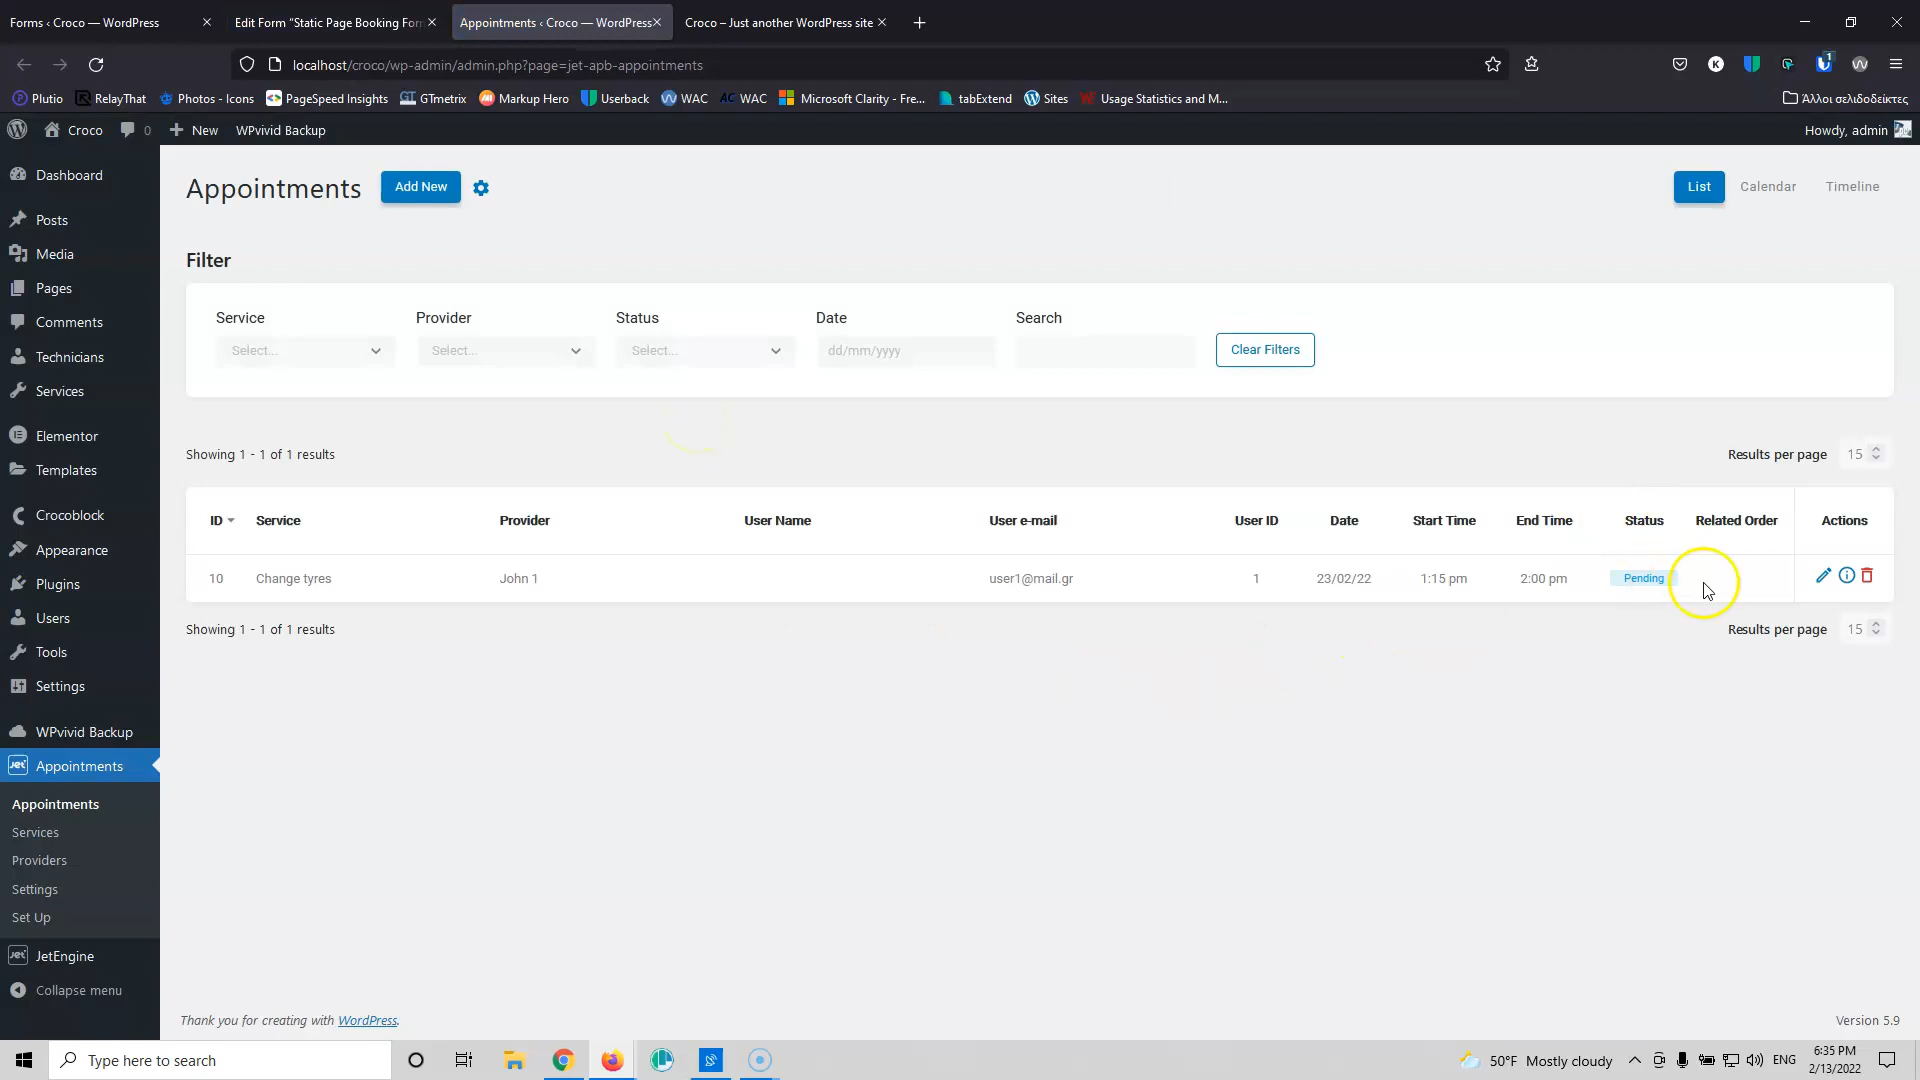 Forms ‹ Croco — WordPress
Edit Form “Static Page Booking For
Appointments ‹ Croco — WordPress
Croco – Just another WordPress site
localhost/croco/wp-admin/admin.php?page=jet-apb-appointments
1
Plutio
RelayThat
Photos - Icons
PageSpeed Insights
GTmetrix
Markup Hero
Userback
WAC
WAC
Microsoft Clarity - Fre...
tabExtend
Sites
Usage Statistics and M...
Άλλοι σελιδοδείκτες
Croco
0
New
WPvivid Backup
Howdy, admin
Dashboard
Posts
Media
Pages
Comments
Technicians
Services
Elementor
Templates
Crocoblock
Appearance
Plugins
Users
Tools
Settings
WPvivid Backup
Appointments
Appointments
Services
Providers
Settings
Set Up
JetEngine
Collapse menu
Appointments
Add New
List
Calendar
Timeline
Filter
Service
Provider
Status
Date
Search
Select...
Select...
Select...
dd/mm/yyyy
Clear Filters
Showing 1 - 1 of 1 results
Results per page
15
ID
Service
Provider
User Name
User e-mail
User ID
Date
Start Time
End Time
Status
Related Order
Actions
10
Change tyres
John 1
user1@mail.gr
1
23/02/22
1:15 pm
2:00 pm
Pending
Showing 1 - 1 of 1 results
Results per page
15
Thank you for creating with WordPress.
Version 5.9
Type here to search
50°F Mostly cloudy
ENG
6:35 PM
2/13/2022